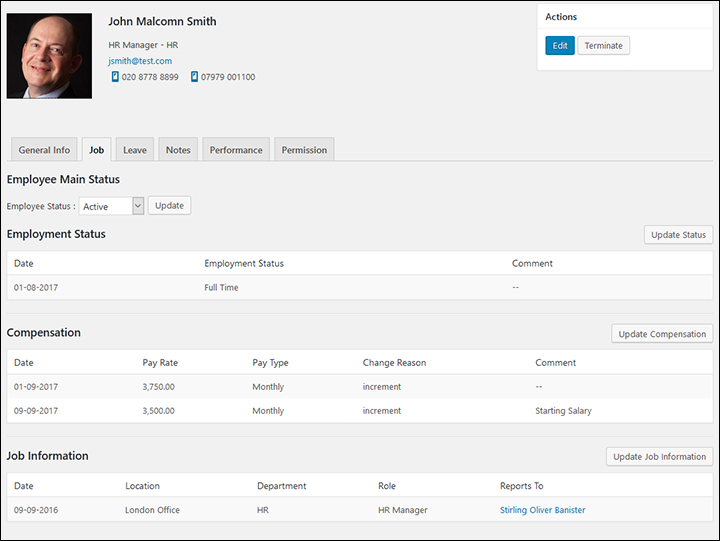 John Malcomn Smith
HR Manager - HR
jsmith@test.com
020 8778 8899 07979 001100
Actions
Edit Terminate
General Info Job Leave Notes Performance Permission
Employee Main Status
Employee Status : Active Update
Employment Status Update Status
Date Employment Status Comment
01-08-2017 Full Time --
Compensation Update Compensation
Date Pay Rate Pay Type Change Reason Comment
01-09-2017 3,750.00 Monthly increment --
09-09-2017 3,500.00 Monthly increment Starting Salary
Job Information Update Job Information
Date Location Department Role Reports To
09-09-2016 London Office HR HR Manager Stirling Oliver Banister